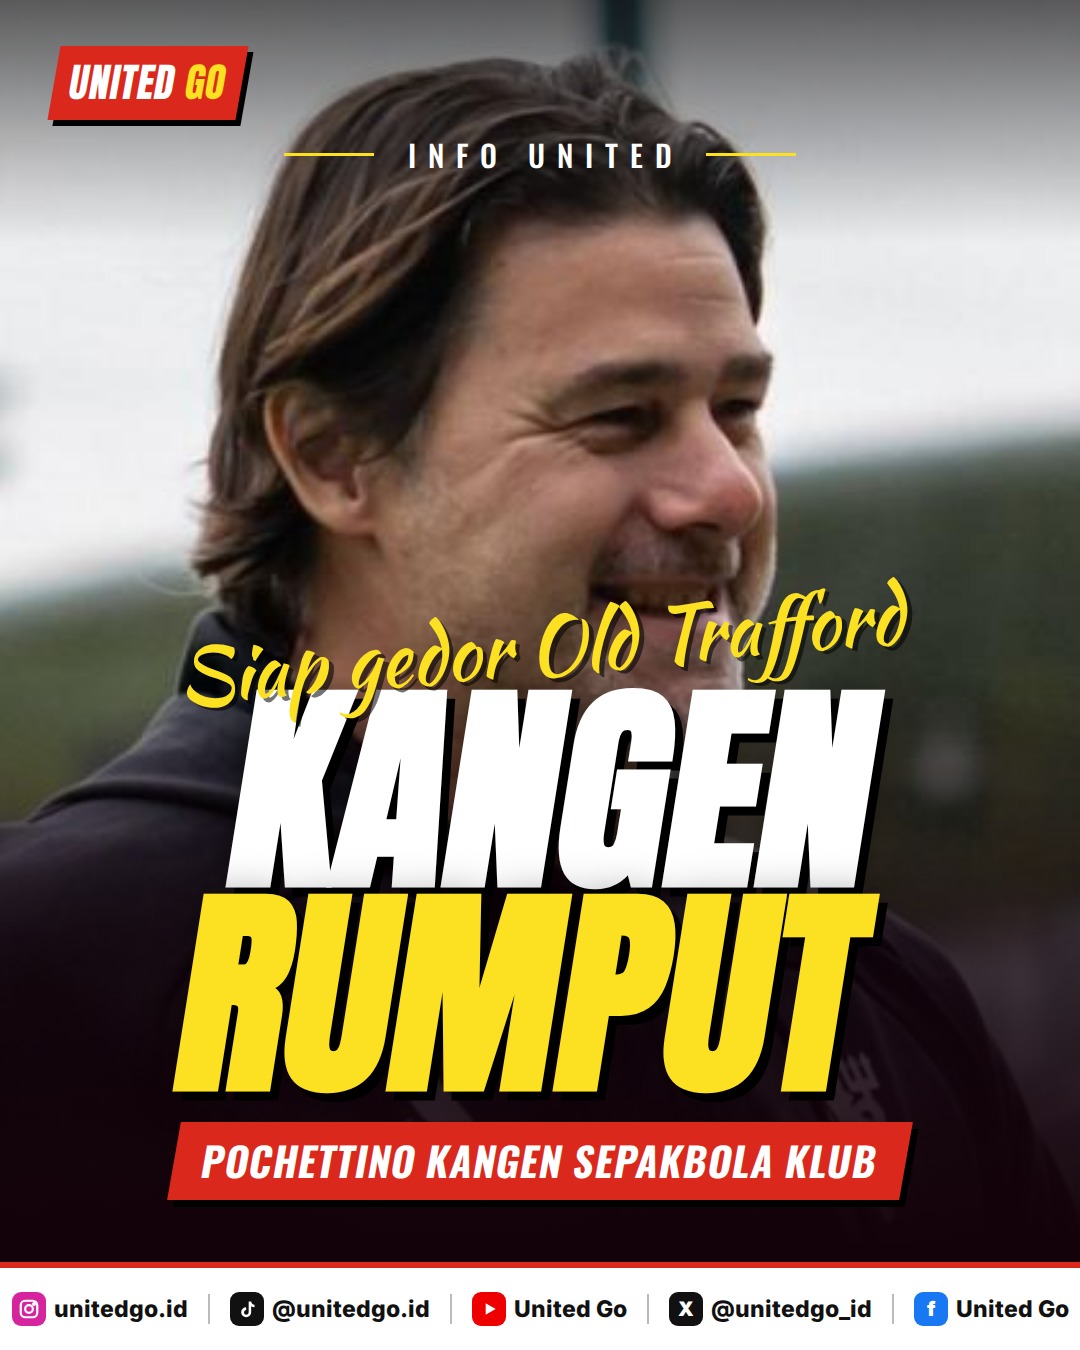 UNITED GO
INFO UNITED
Siap gedor Old Trafford
KANGEN
RUMPUT
POCHETTINO KANGEN SEPAKBOLA KLUB
unitedgo.id
@unitedgo.id
United Go
@unitedgo_id
United Go